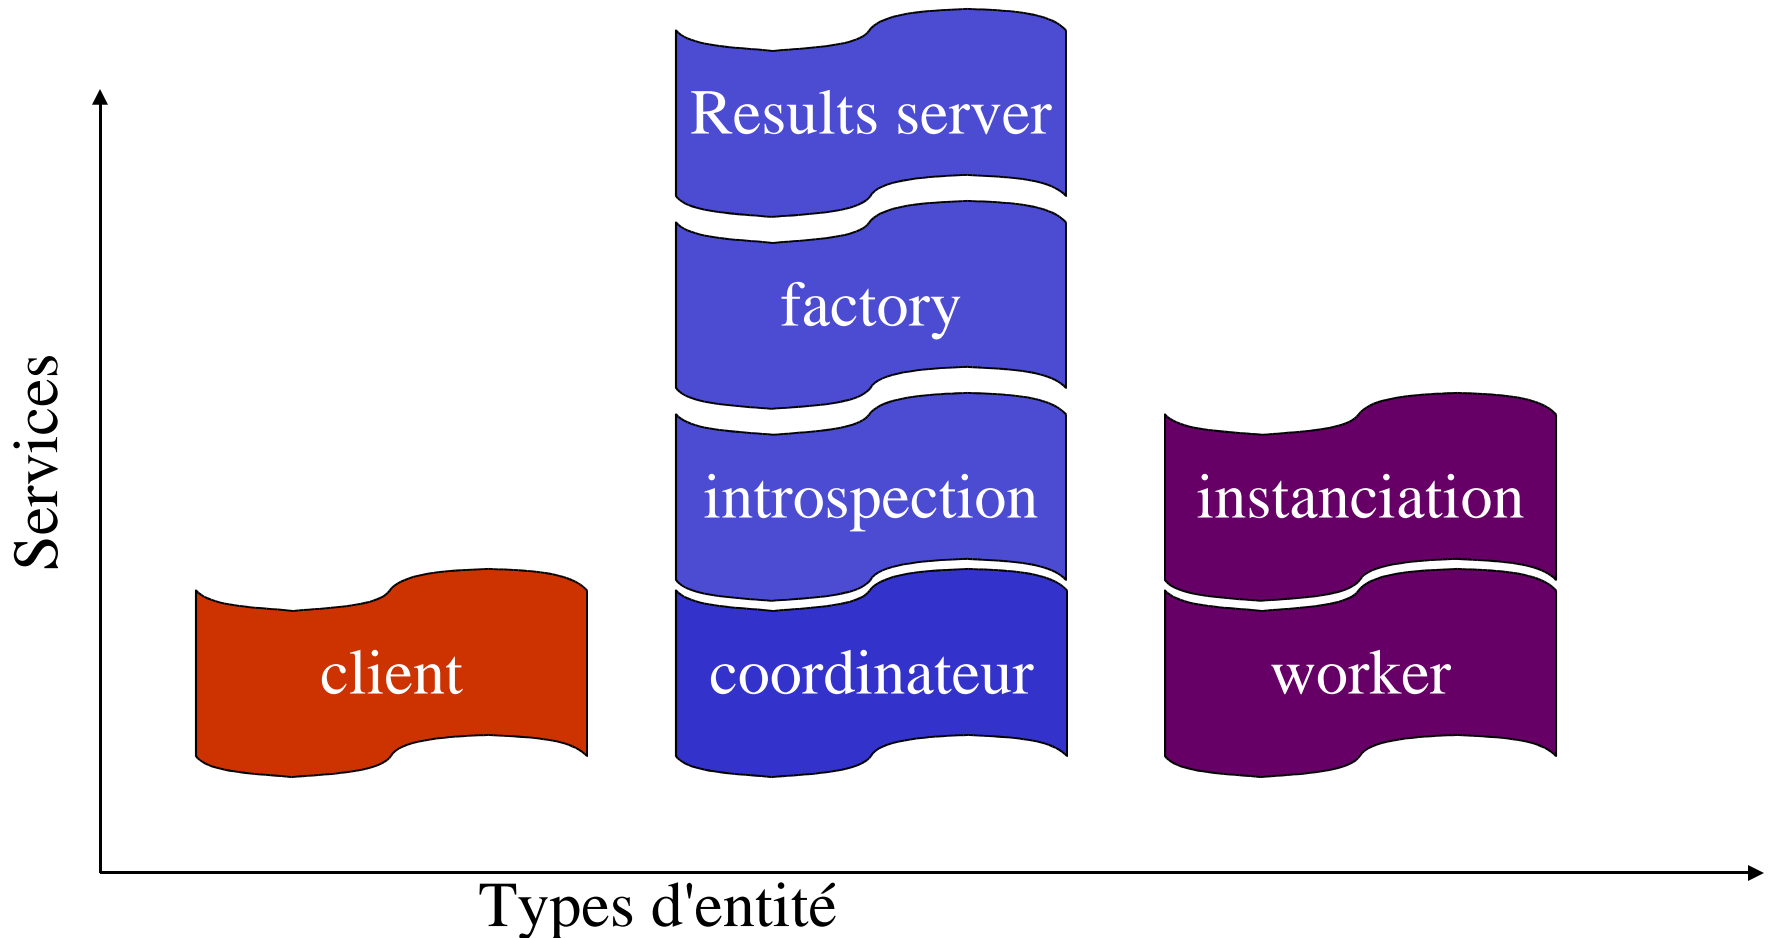 Results server
factory
introspection
instanciation
client
coordinateur
worker
Services
Types d'entité